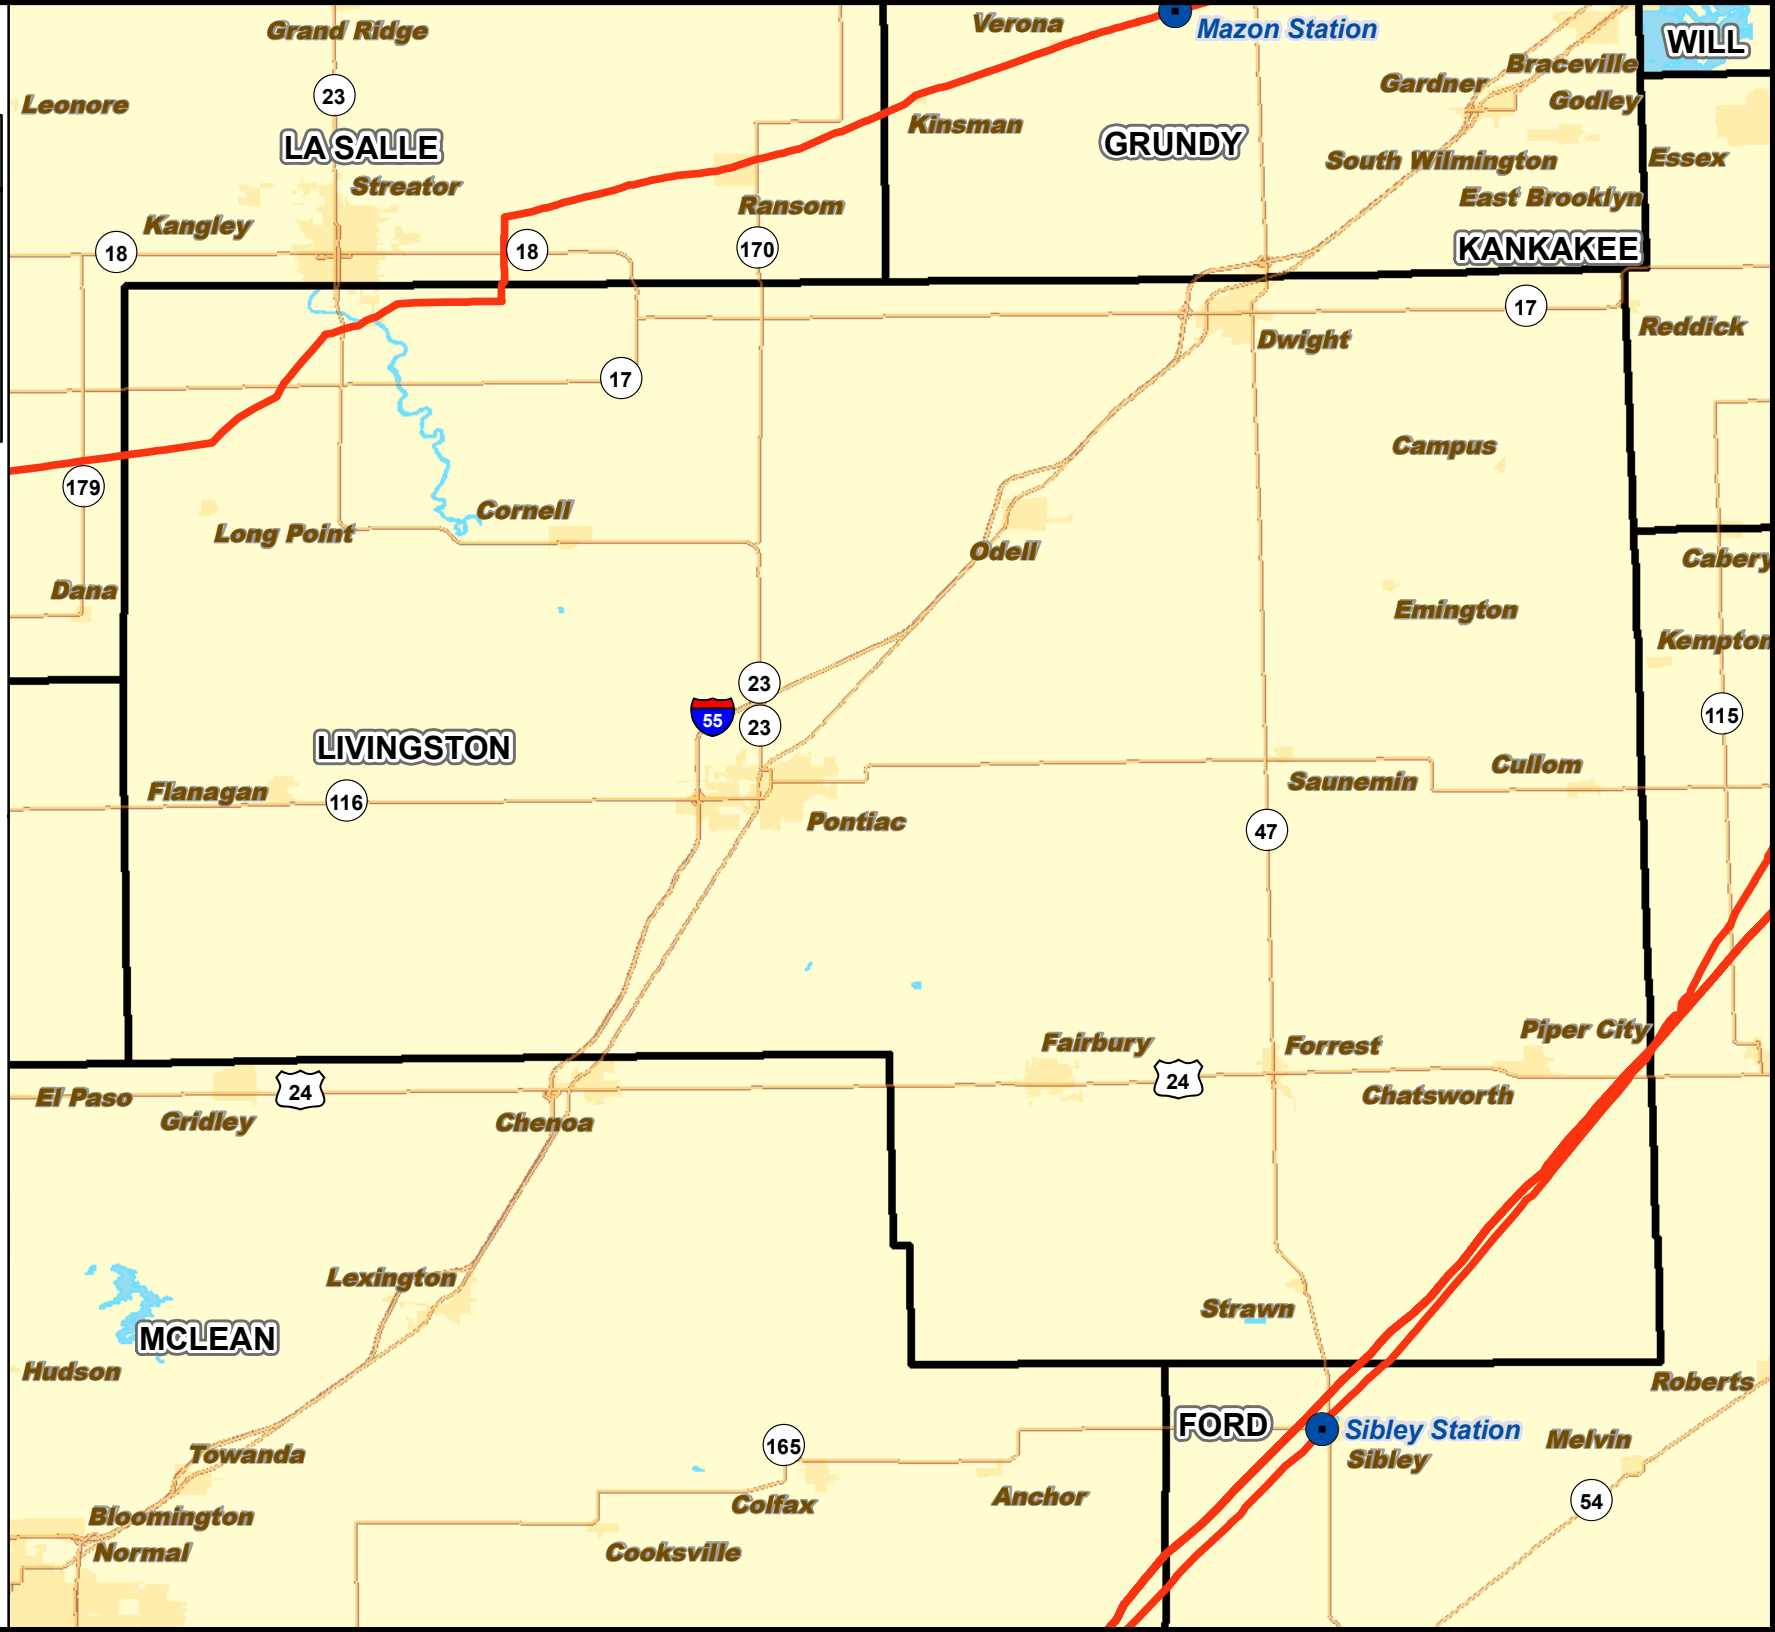 Grand Ridge
Verona
Mazon Station
WILL
Braceville
Gardner
Godley
Leonore
23
Kinsman
LA SALLE
GRUNDY
South Wilmington
Essex
Streator
East Brooklyn
Ransom
Kangley
18
18
170
KANKAKEE
17
Reddick
Dwight
17
Campus
179
Cornell
Long Point
Odell
Cabery
Dana
Emington
Kempton
23
55
23
115
LIVINGSTON
Flanagan
116
Saunemin
Cullom
Pontiac
47
Fairbury
Forrest
Piper City
El Paso
24
24
Gridley
Chenoa
Chatsworth
Lexington
Strawn
MCLEAN
Hudson
Roberts
FORD
Sibley Station
Melvin
165
Towanda
Sibley
Colfax
Anchor
54
Bloomington
Normal
Cooksville